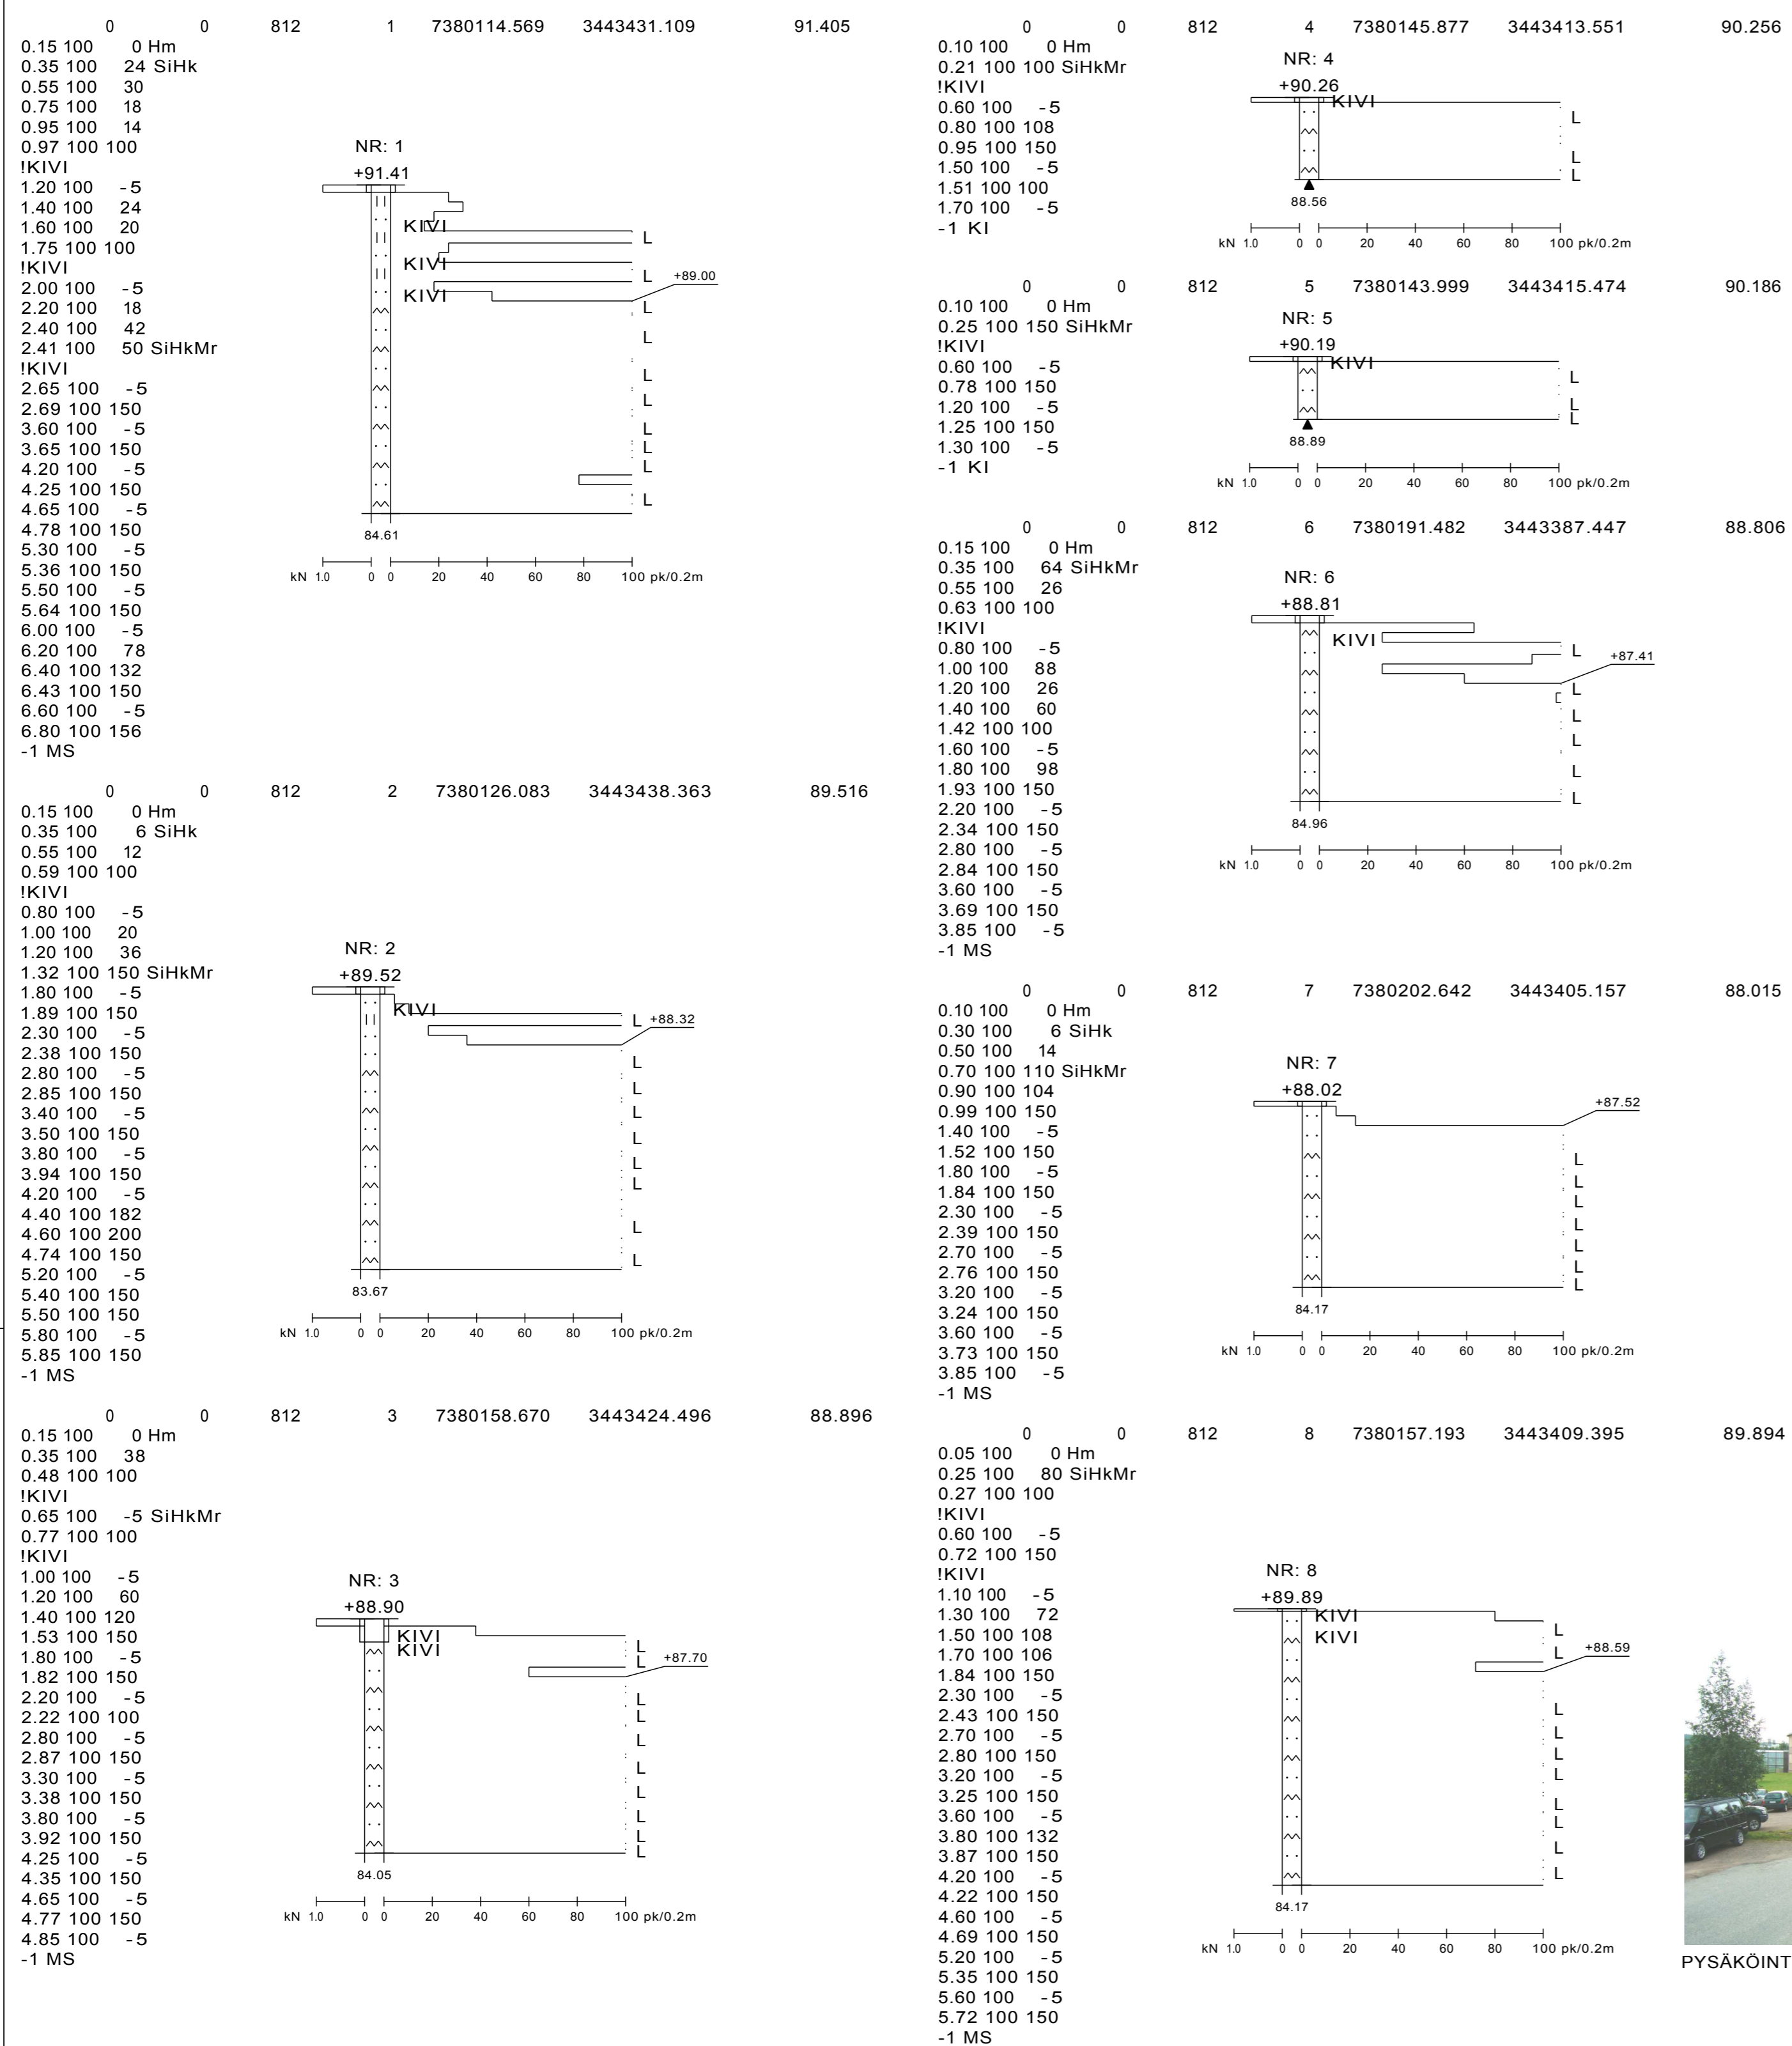 0 0 812 1 7380114.569 3443431.109 91.405
0.15 100 0 Hm
0.35 100 24 SiHk
0.55 100 30
0.75 100 18
0.95 100 14
0.97 100 100
!KIVI
1.20 100 -5
1.40 100 24
1.60 100 20
1.75 100 100
!KIVI
2.00 100 -5
2.20 100 18
2.40 100 42
2.41 100 50 SiHkMr
!KIVI
2.65 100 -5
2.69 100 150
3.60 100 -5
3.65 100 150
4.20 100 -5
4.25 100 150
4.65 100 -5
4.78 100 150
5.30 100 -5
5.36 100 150
5.50 100 -5
5.64 100 150
6.00 100 -5
6.20 100 78
6.40 100 132
6.43 100 150
6.60 100 -5
6.80 100 156
-1 MS
NR: 1
+91.41
KIVI
L
KIVI
L +89.00
KIVI
L
L
L
L
L
L
L
L
84.61
kN 1.0 0 0 20 40 60 80 100 pk/0.2m
0 0 812 2 7380126.083 3443438.363 89.516
0.15 100 0 Hm
0.35 100 6 SiHk
0.55 100 12
0.59 100 100
!KIVI
0.80 100 -5
1.00 100 20
1.20 100 36
1.32 100 150 SiHkMr
1.80 100 -5
1.89 100 150
2.30 100 -5
2.38 100 150
2.80 100 -5
2.85 100 150
3.40 100 -5
3.50 100 150
3.80 100 -5
3.94 100 150
4.20 100 -5
4.40 100 182
4.60 100 200
4.74 100 150
5.20 100 -5
5.40 100 150
5.50 100 150
5.80 100 -5
5.85 100 150
-1 MS
NR: 2
+89.52
KIVI
L +88.32
L
L
L
L
L
L
L
L
83.67
kN 1.0 0 0 20 40 60 80 100 pk/0.2m
0 0 812 3 7380158.670 3443424.496 88.896
0.15 100 0 Hm
0.35 100 38
0.48 100 100
!KIVI
0.65 100 -5 SiHkMr
0.77 100 100
!KIVI
1.00 100 -5
1.20 100 60
1.40 100 120
1.53 100 150
1.80 100 -5
1.82 100 150
2.20 100 -5
2.22 100 100
2.80 100 -5
2.87 100 150
3.30 100 -5
3.38 100 150
3.80 100 -5
3.92 100 150
4.25 100 -5
4.35 100 150
4.65 100 -5
4.77 100 150
4.85 100 -5
-1 MS
NR: 3
+88.90
KIVI
KIVI
L
L +87.70
L
L
L
L
L
L
L
L
84.05
kN 1.0 0 0 20 40 60 80 100 pk/0.2m
0 0 812 4 7380145.877 3443413.551 90.256
0.10 100 0 Hm
0.21 100 100 SiHkMr
!KIVI
0.60 100 -5
0.80 100 108
0.95 100 150
1.50 100 -5
1.51 100 100
1.70 100 -5
-1 KI
NR: 4
+90.26
KIVI
L
L
L
88.56
kN 1.0 0 0 20 40 60 80 100 pk/0.2m
0 0 812 5 7380143.999 3443415.474 90.186
0.10 100 0 Hm
0.25 100 150 SiHkMr
!KIVI
0.60 100 -5
0.78 100 150
1.20 100 -5
1.25 100 150
1.30 100 -5
-1 KI
NR: 5
+90.19
KIVI
L
L
L
88.89
kN 1.0 0 0 20 40 60 80 100 pk/0.2m
0 0 812 6 7380191.482 3443387.447 88.806
0.15 100 0 Hm
0.35 100 64 SiHkMr
0.55 100 26
0.63 100 100
!KIVI
0.80 100 -5
1.00 100 88
1.20 100 26
1.40 100 60
1.42 100 100
1.60 100 -5
1.80 100 98
1.93 100 150
2.20 100 -5
2.34 100 150
2.80 100 -5
2.84 100 150
3.60 100 -5
3.69 100 150
3.85 100 -5
-1 MS
NR: 6
+88.81
KIVI
L +87.41
L
L
L
L
L
84.96
kN 1.0 0 0 20 40 60 80 100 pk/0.2m
0 0 812 7 7380202.642 3443405.157 88.015
0.10 100 0 Hm
0.30 100 6 SiHk
0.50 100 14
0.70 100 110 SiHkMr
0.90 100 104
0.99 100 150
1.40 100 -5
1.52 100 150
1.80 100 -5
1.84 100 150
2.30 100 -5
2.39 100 150
2.70 100 -5
2.76 100 150
3.20 100 -5
3.24 100 150
3.60 100 -5
3.73 100 150
3.85 100 -5
-1 MS
NR: 7
+88.02
+87.52
L
L
L
L
L
L
L
84.17
kN 1.0 0 0 20 40 60 80 100 pk/0.2m
0 0 812 8 7380157.193 3443409.395 89.894
0.05 100 0 Hm
0.25 100 80 SiHkMr
0.27 100 100
!KIVI
0.60 100 -5
0.72 100 150
!KIVI
1.10 100 -5
1.30 100 72
1.50 100 108
1.70 100 106
1.84 100 150
2.30 100 -5
2.43 100 150
2.70 100 -5
2.80 100 150
3.20 100 -5
3.25 100 150
3.60 100 -5
3.80 100 132
3.87 100 150
4.20 100 -5
4.22 100 150
4.60 100 -5
4.69 100 150
5.20 100 -5
5.35 100 150
5.60 100 -5
5.72 100 150
-1 MS
NR: 8
+89.89
KIVI
L
KIVI
L +88.59
L
L
L
L
L
L
L
L
84.17
kN 1.0 0 0 20 40 60 80 100 pk/0.2m
PYSÄKÖINT